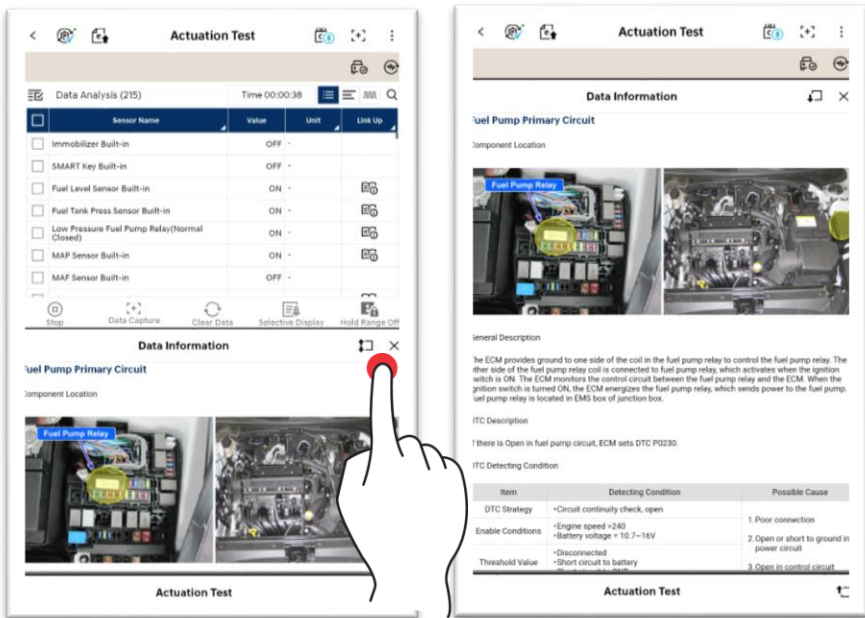 Actuation Test
Data Analysis (215)
Time 00:00:38
Sensor Name Value Unit Link Up
Immobilizer Built-in OFF -
SMART Key Built-in OFF -
Fuel Level Sensor Built-in ON -
Fuel Tank Press Sensor Built-in ON -
Low Pressure Fuel Pump Relay(Normal
Closed) ON -
MAP Sensor Built-in ON -
MAF Sensor Built-in OFF -
Stop Data Capture Clear Data Selective Display Hold Range Off
Data Information
Fuel Pump Primary Circuit
Component Location
Fuel Pump Relay
Actuation Test
Actuation Test
Data Information
Fuel Pump Primary Circuit
Component Location
Fuel Pump Relay
General Description
The ECM provides ground to one side of the coil in the fuel pump relay to control the fuel pump relay. The
other side of the fuel pump relay coil is connected to fuel pump relay, which activates when the ignition
switch is ON. The ECM monitors the control circuit between the fuel pump relay and the ECM. When the
ignition switch is turned ON, the ECM energizes the fuel pump relay, which sends power to the fuel pump.
Fuel pump relay is located in EMS box of junction box.
DTC Description
If there is Open in fuel pump circuit, ECM sets DTC P0230.
DTC Detecting Condition
Item Detecting Condition Possible Cause
DTC Strategy •Circuit continuity check, open
Enable Conditions •Engine speed >240
•Battery voltage = 10.7~16V
Threshold Value •Disconnected
•Short circuit to battery
1.Poor connection
2.Open or short to ground in
power circuit
3.Open in control circuit
Actuation Test